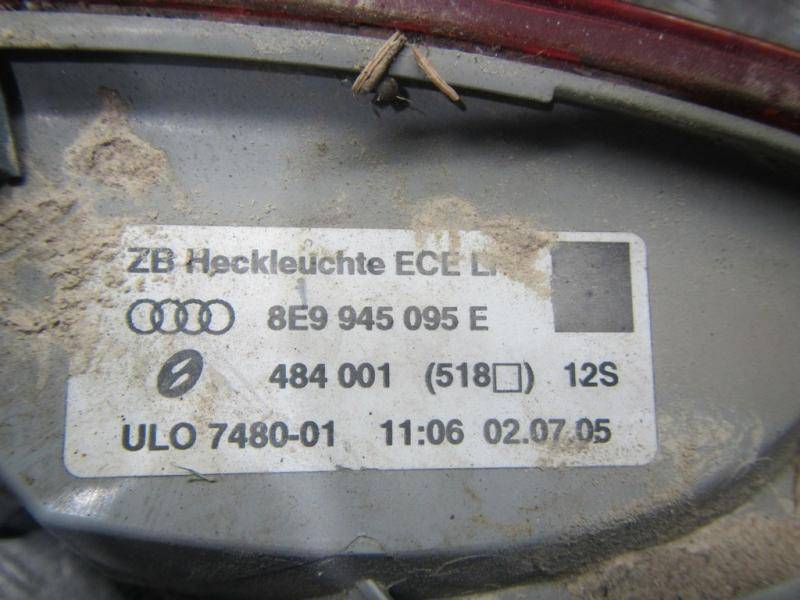 ZB Heckleuchte ECE
8E9 945 095 E
484 001 (518□) 12S
ULO 7480-01 11:06 02.07.05